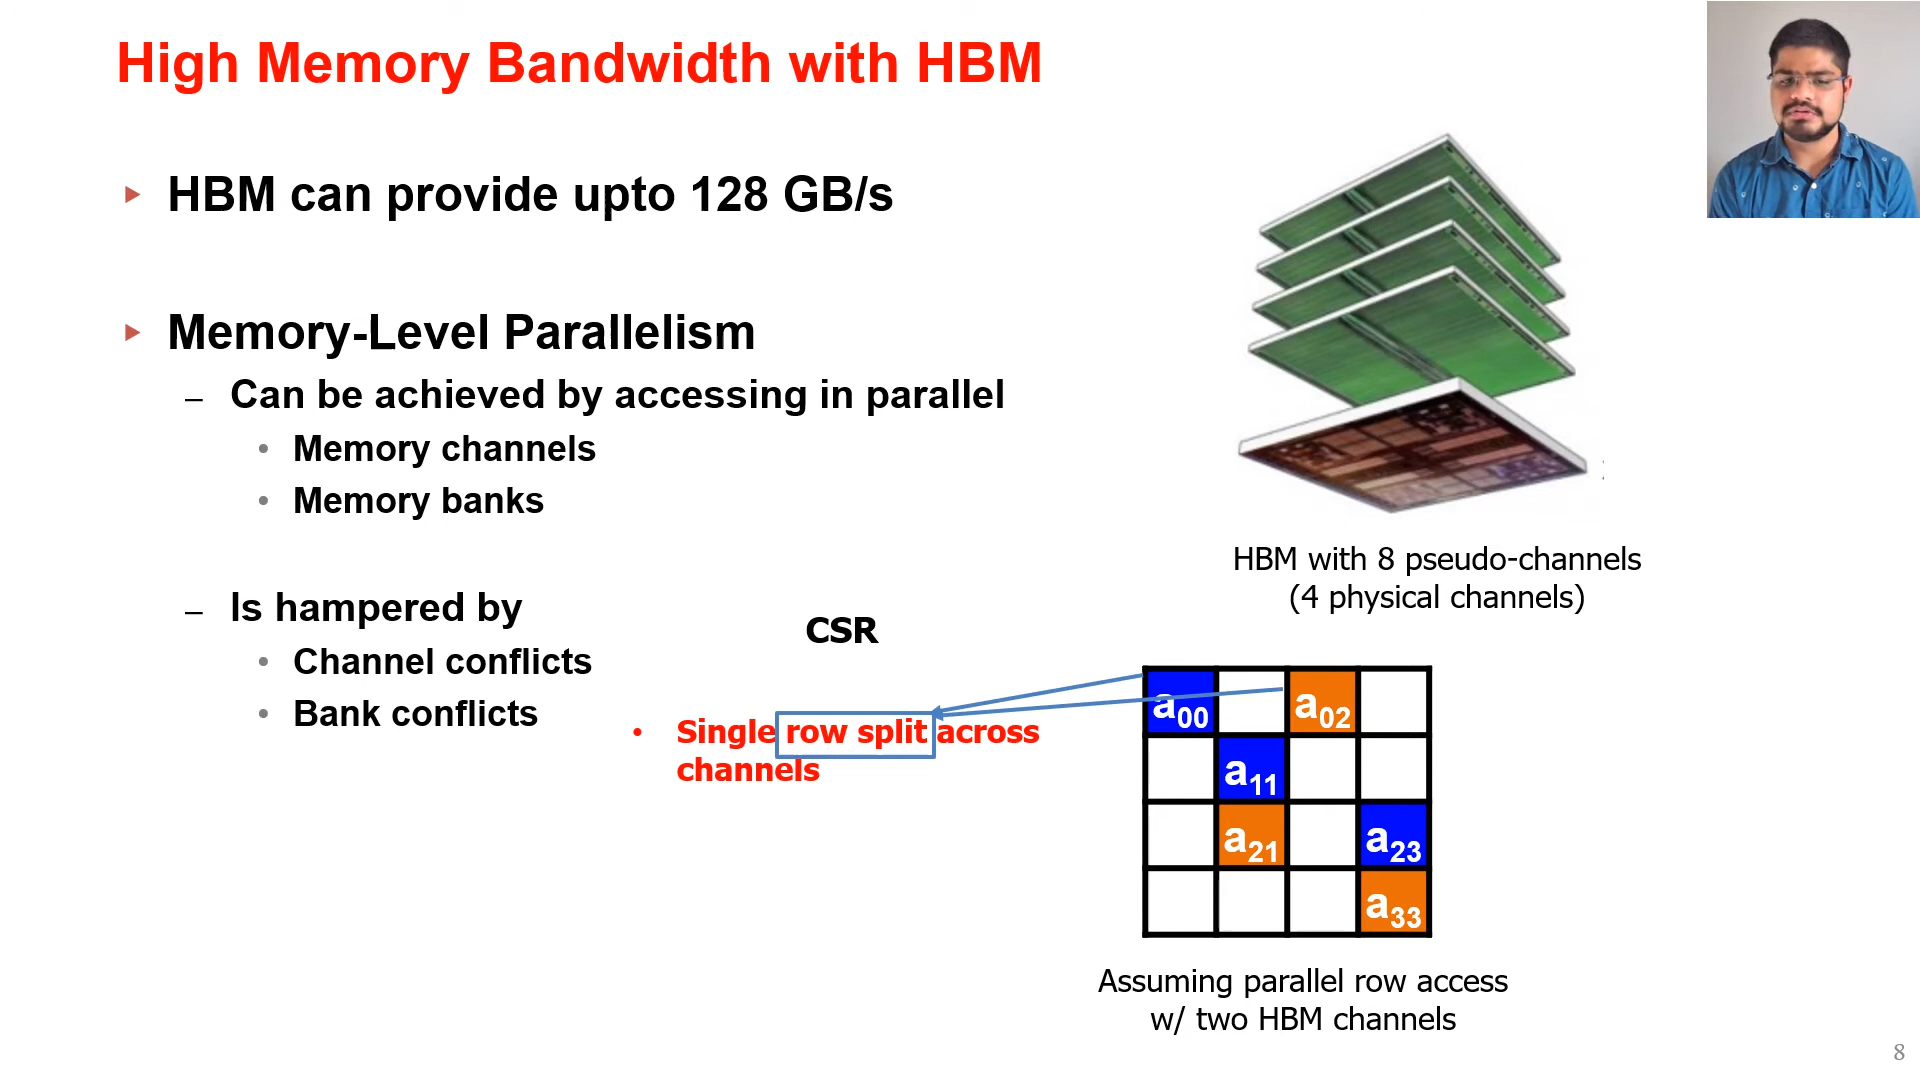 High Memory Bandwidth with HBM
HBM can provide upto 128 GB/s
Memory-Level Parallelism
– Can be achieved by accessing in parallel
• Memory channels
• Memory banks
– Is hampered by
• Channel conflicts
• Bank conflicts
HBM with 8 pseudo-channels
(4 physical channels)
CSR
• Single row split across
channels
a00 a02
a11
a21 a23
a33
Assuming parallel row access
w/ two HBM channels
8